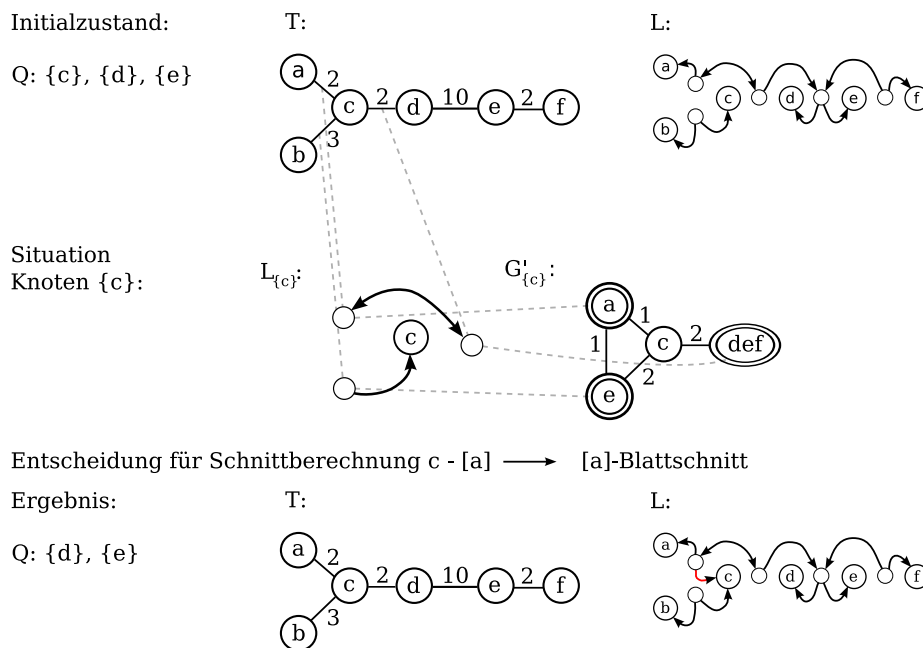 Initialzustand:
T:
L:
Q: {c}, {d}, {e}
a
2
c
2
d
10
e
2
f
3
b
a
c
d
e
f
b
Situation
Knoten {c}:
L{c}:
G'{c}:
c
a
1
c
2
def
1
2
e
Entscheidung für Schnittberechnung c - [a] → [a]-Blattschnitt
Ergebnis:
T:
L:
Q: {d}, {e}
a
2
c
2
d
10
e
2
f
3
b
a
c
d
e
f
b